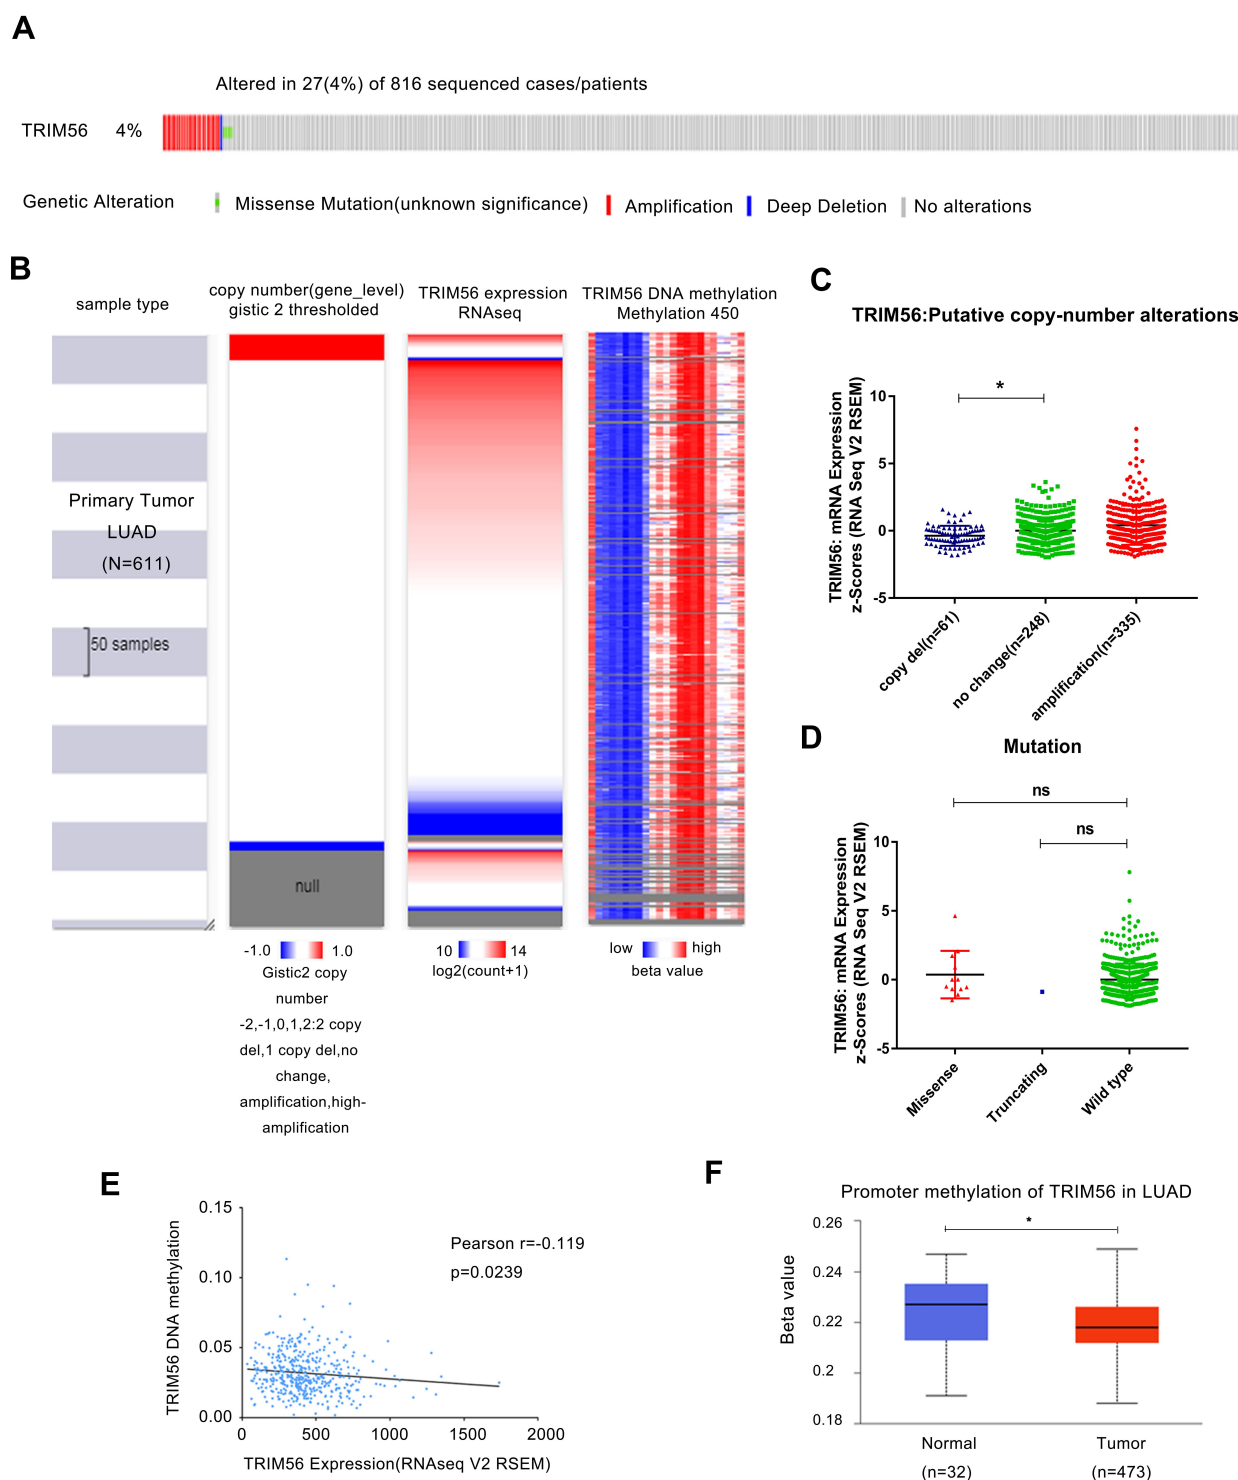 A
Altered in 27(4%) of 816 sequenced cases/patients
TRIM56 4%
Genetic Alteration Missense Mutation(unknown significance) Amplification Deep Deletion No alterations
B
sample type
copy number(gene_level)
gistic 2 thresholded
TRIM56 expression
RNAseq
TRIM56 DNA methylation
Methylation 450
Primary Tumor
LUAD
(N=611)
50 samples
null
-1.0 1.0
Gistic2 copy
number
-2,-1,0,1,2:2 copy
del,1 copy del,no
change,
amplification,high-
amplification
10 14
log2(count+1)
low high
beta value
C
TRIM56:Putative copy-number alterations
TRIM56: mRNA Expression
z-Scores (RNA Seq V2 RSEM)
10
5
0
-5
*
copy del(n=61)
no change(n=248)
amplification(n=335)
D
Mutation
TRIM56: mRNA Expression
z-Scores (RNA Seq V2 RSEM)
10
5
0
-5
ns
ns
Missense
Truncating
Wild type
E
TRIM56 DNA methylation
0.15
0.10
0.05
0.00
Pearson r=-0.119
p=0.0239
0 500 1000 1500 2000
TRIM56 Expression(RNAseq V2 RSEM)
F
Promoter methylation of TRIM56 in LUAD
Beta value
0.26
0.24
0.22
0.2
0.18
*
Normal Tumor
(n=32) (n=473)